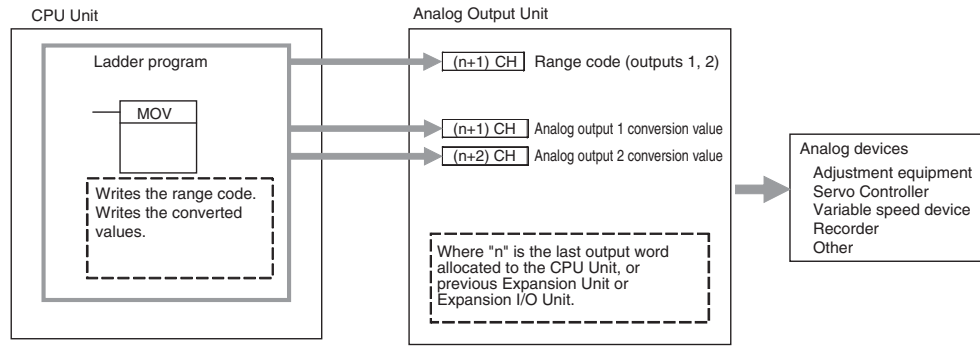 CPU Unit
Analog Output Unit
Ladder program
MOV
Writes the range code.
Writes the converted
values.
(n+1) CH Range code (outputs 1, 2)
(n+1) CH Analog output 1 conversion value
(n+2) CH Analog output 2 conversion value
Where "n" is the last output word
allocated to the CPU Unit, or
previous Expansion Unit or
Expansion I/O Unit.
Analog devices
Adjustment equipment
Servo Controller
Variable speed device
Recorder
Other